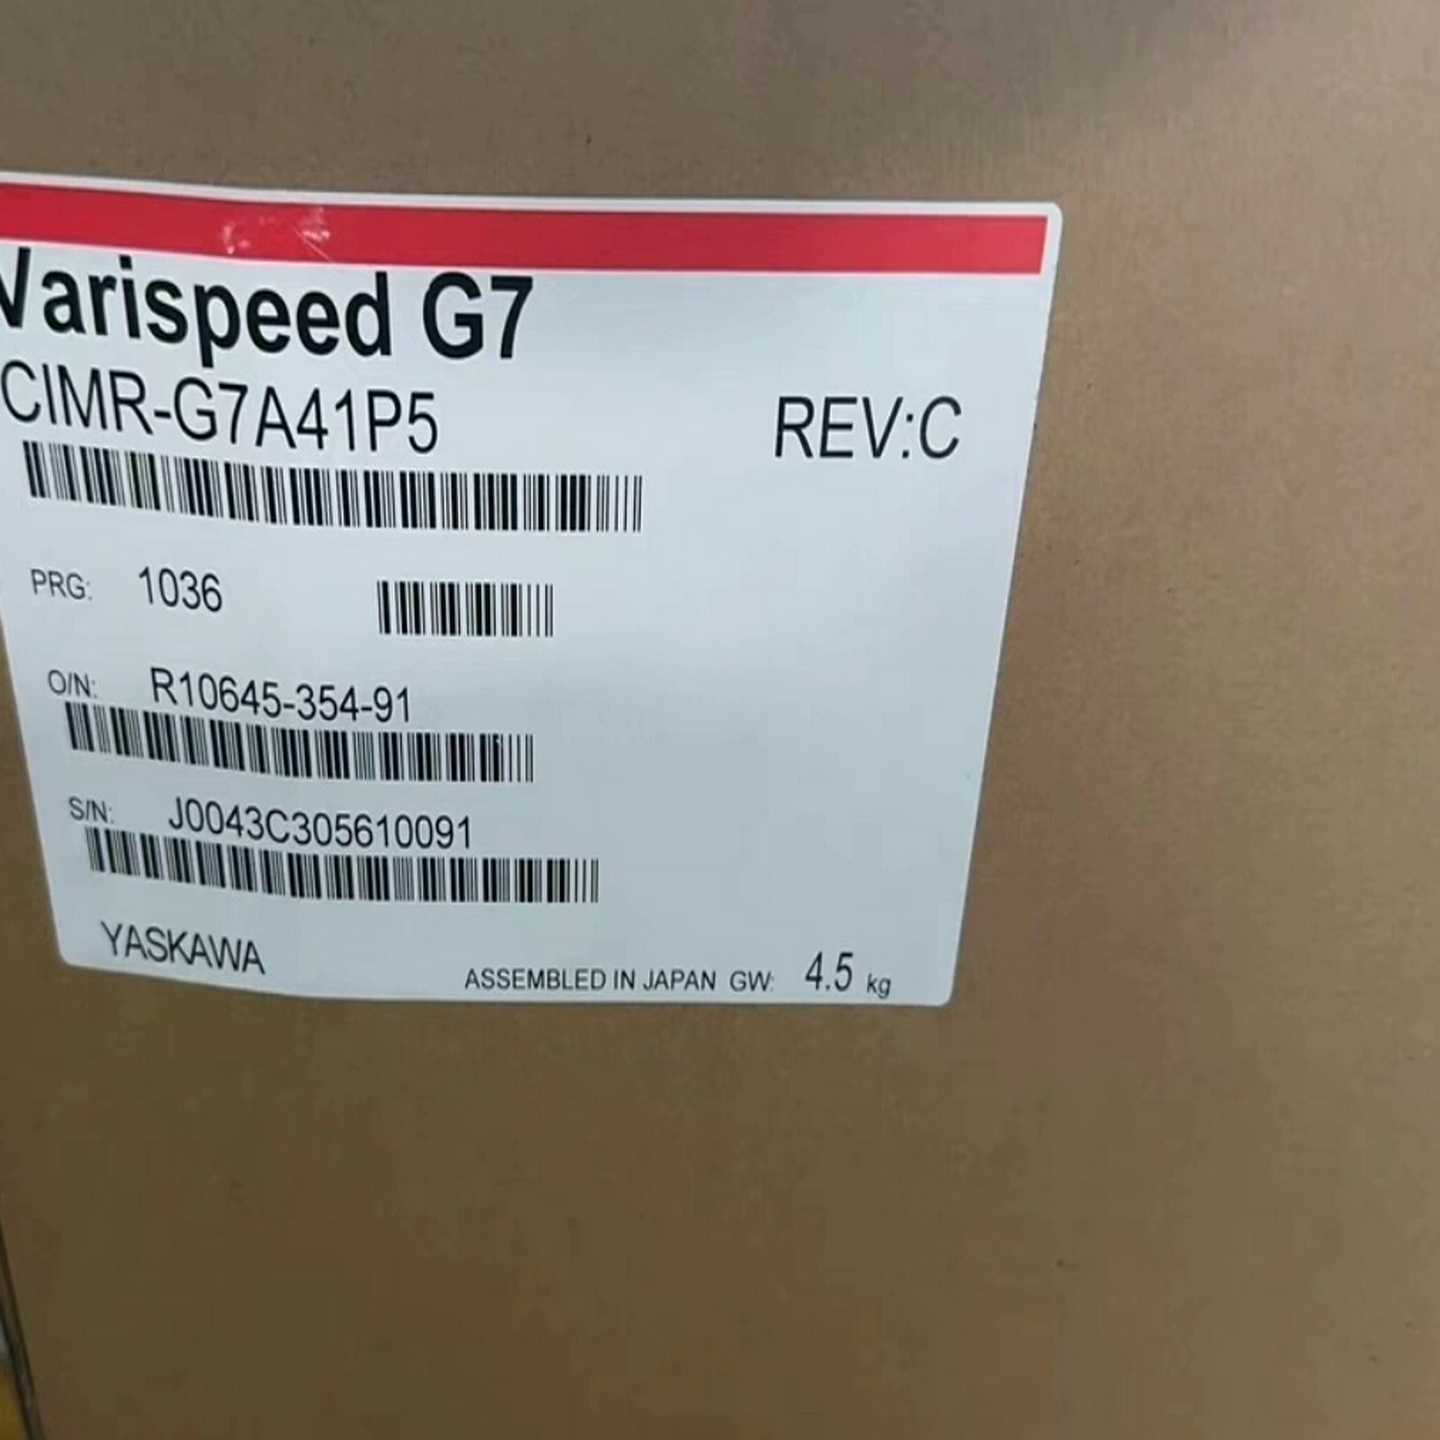 Varispeed G7
CIMR-G7A41P5
REV:C
PRG: 1036
O/N: R10645-354-91
S/N: J0043C305610091
YASKAWA
ASSEMBLED IN JAPAN GW: 4.5 kg